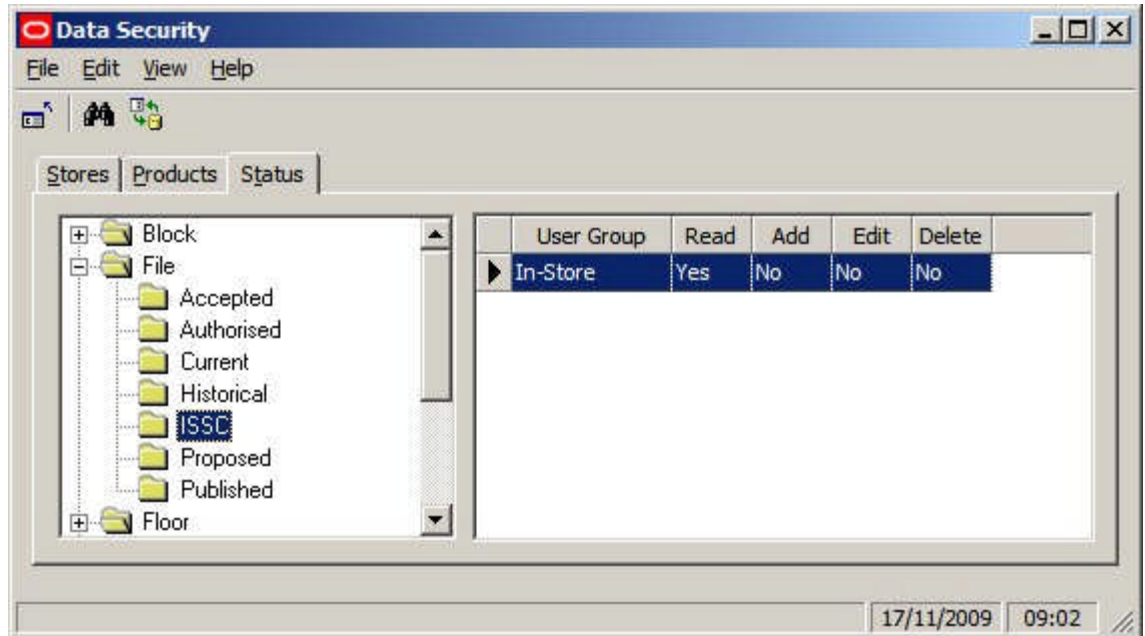 Data Security
File Edit View Help
Stores Products Status
Block
File
Accepted
Authorised
Current
Historical
ISSC
Proposed
Published
Floor
User Group Read Add Edit Delete
In-Store Yes No No No
17/11/2009 09:02